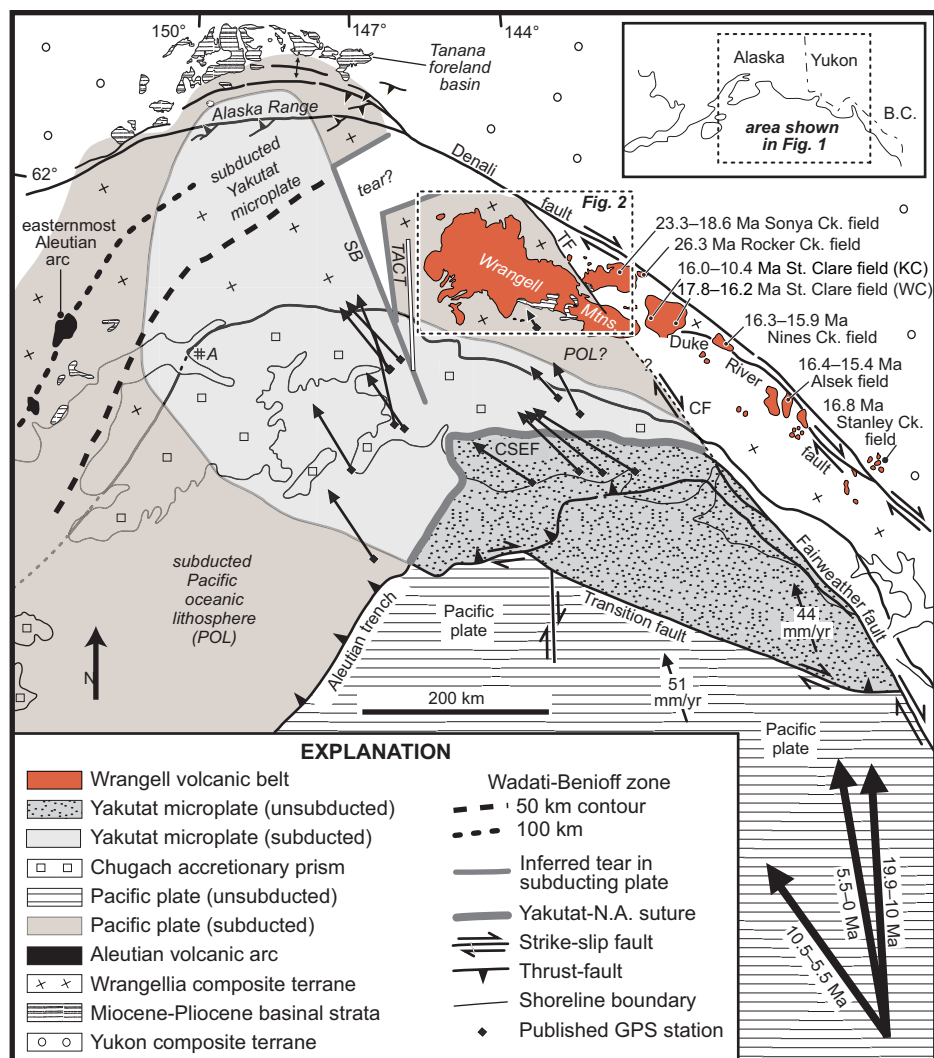 150°
147°
144°
62°
Tanana
foreland
basin
Alaska Range
subducted
Yakutat
microplate
easternmost
Aleutian
arc
tear?
SB
TACT
Denali
fault
Fig. 2
TF
Wrangell
Mtns
Alaska
Yukon
B.C.
area shown
in Fig. 1
23.3–18.6 Ma Sonya Ck. field
26.3 Ma Rocker Ck. field
16.0–10.4 Ma St. Clare field (KC)
17.8–16.2 Ma St. Clare field (WC)
16.3–15.9 Ma
Nines Ck. field
16.4–15.4 Ma
Alsek field
16.8 Ma
Stanley Ck.
field
Duke
River
fault
POL?
?
CF
#A
CSEF
subducted
Pacific
oceanic
lithosphere
(POL)
N
Aleutian trench
Pacific
plate
Transition fault
Fairweather fault
44
mm/yr
51
mm/yr
200 km
Pacific
plate
19.9–10 Ma
5.5–0 Ma
10.5–5.5 Ma
EXPLANATION
Wrangell volcanic belt
Yakutat microplate (unsubducted)
Yakutat microplate (subducted)
Chugach accretionary prism
Pacific plate (unsubducted)
Pacific plate (subducted)
Aleutian volcanic arc
Wrangellia composite terrane
Miocene-Pliocene basinal strata
Yukon composite terrane
Wadati-Benioff zone
50 km contour
100 km
Inferred tear in
subducting plate
Yakutat-N.A. suture
Strike-slip fault
Thrust-fault
Shoreline boundary
Published GPS station